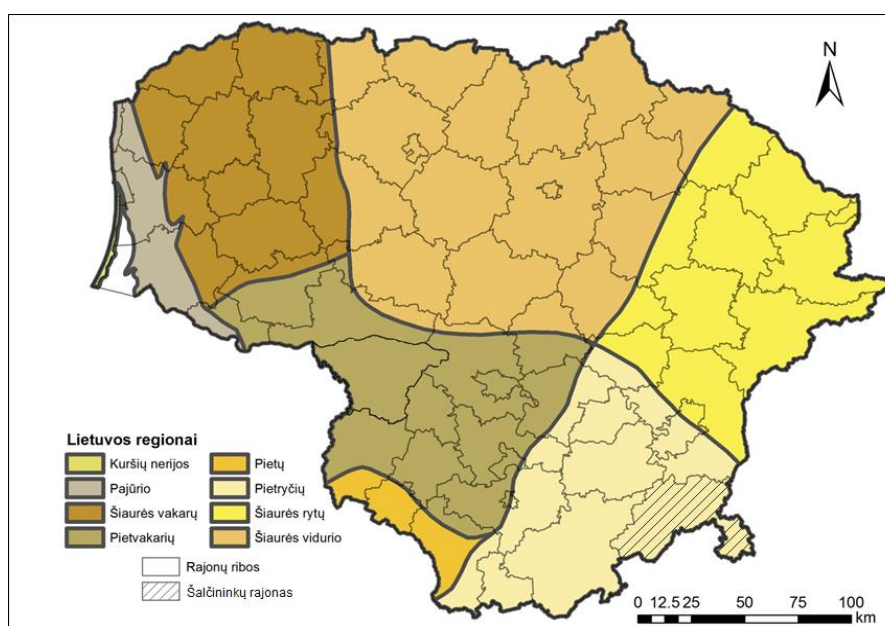 N
Lietuvos regionai
Kuršių nerijos
Pietų
Pajūrio
Pietryčių
Šiaurės vakarų
Šiaurės rytų
Pietvakarių
Šiaurės vidurio
Rajonų ribos
Šalčininkų rajonas
0 12.5 25 50 75 100
km